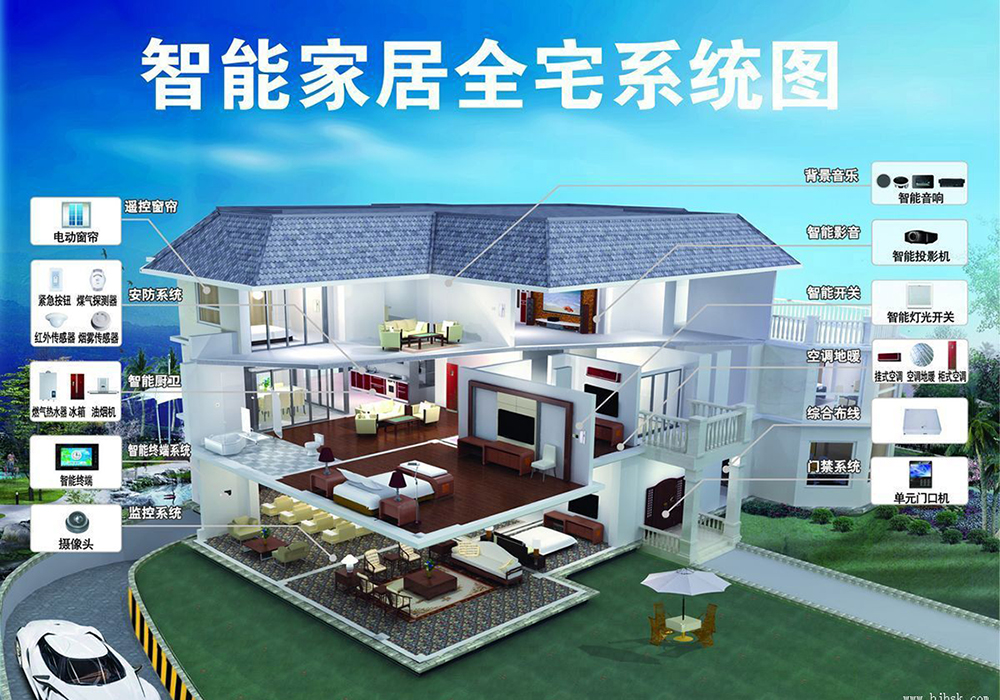 智能家居全宅系统图
遥控窗帘
电动窗帘
安防系统
紧急按钮 煤气探测器
红外传感器 烟雾传感器
智能厨卫
燃气热水器 冰箱 油烟机
智能终端系统
智能终端
监控系统
摄像头
背景音乐
智能音响
智能影音
智能投影机
智能开关
智能灯光开关
空调地暖
挂式空调 空调地暖 柜式空调
综合布线
门禁系统
单元门口机